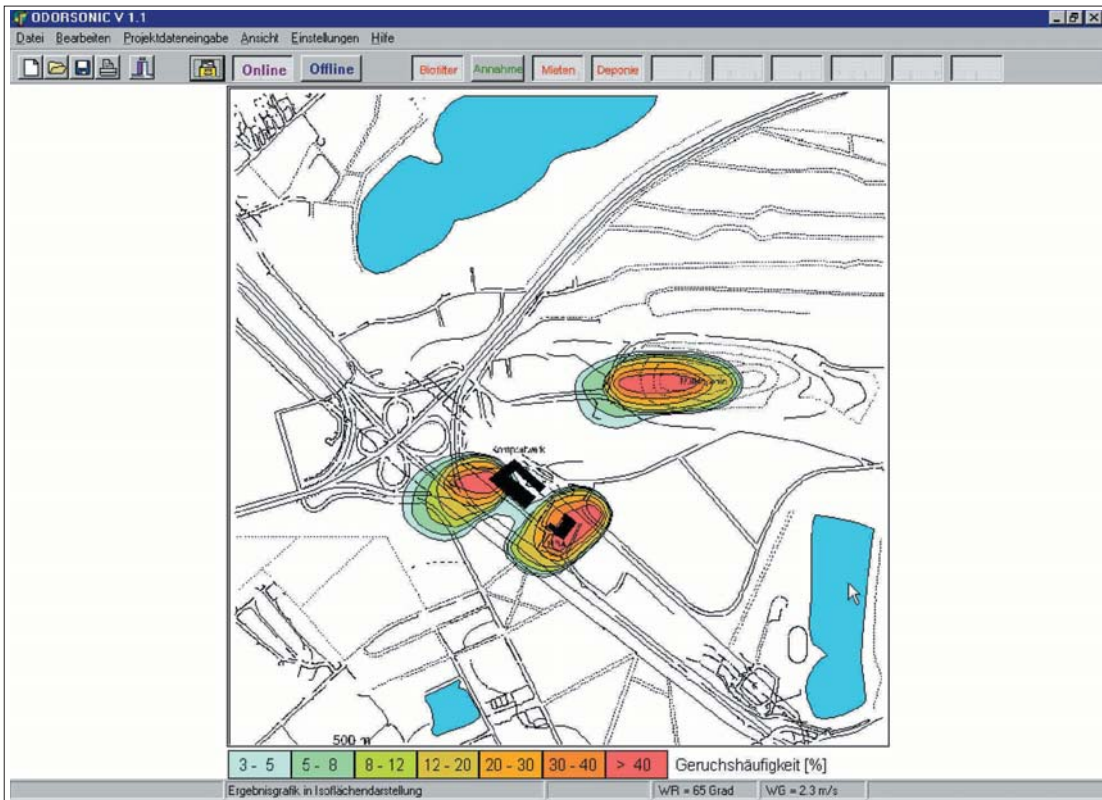 ODORSONIC V 1.1
Datei Bearbeiten Projektdateneingabe Ansicht Einstellungen Hilfe
Online Offline Biofilter Annahme Mieten Deponie
Kompostwerk
500 m
3 - 5 5 - 8 8 - 12 12 - 20 20 - 30 30 - 40 > 40 Geruchshäufigkeit [%]
Ergebnisgrafik in Isoflächendarstellung WR = 65 Grad WG = 2.3 m/s